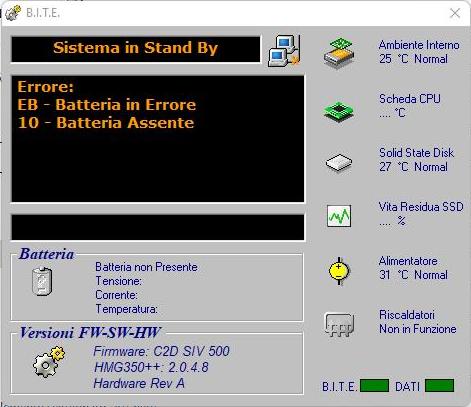 B.I.T.E.
Sistema in Stand By
Errore:
EB - Batteria in Errore
10 - Batteria Assente
Batteria
Batteria non Presente
Tensione:
Corrente:
Temperatura:
Versioni FW-SW-HW
Firmware: C2D SIV 500
HMG350++: 2.0.4.8
Hardware Rev A
Ambiente Interno
25 °C Normal
Scheda CPU
.... °C
Solid State Disk
27 °C Normal
Vita Residua SSD
.... %
Alimentatore
31 °C Normal
Riscaldatori
Non in Funzione
B.I.T.E. DATI